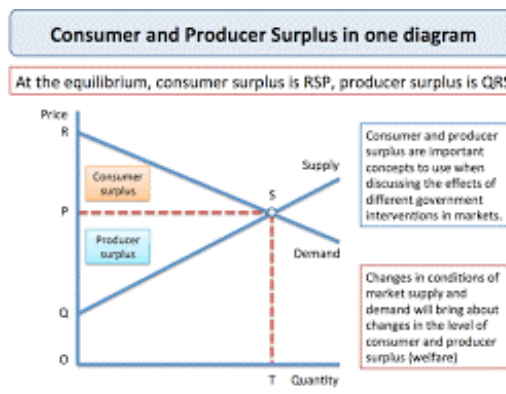 Consumer and Producer Surplus in one diagram
At the equilibrium, consumer surplus is RSP, producer surplus is QRS
Price
R
Consumer
surplus
P
Producer
surplus
Q
O
S
Supply
Demand
T
Quantity
Consumer and producer
surplus are important
concepts to use when
discussing the effects of
different government
interventions in markets.
Changes in conditions of
market supply and
demand will bring about
changes in the level of
consumer and producer
surplus (welfare)